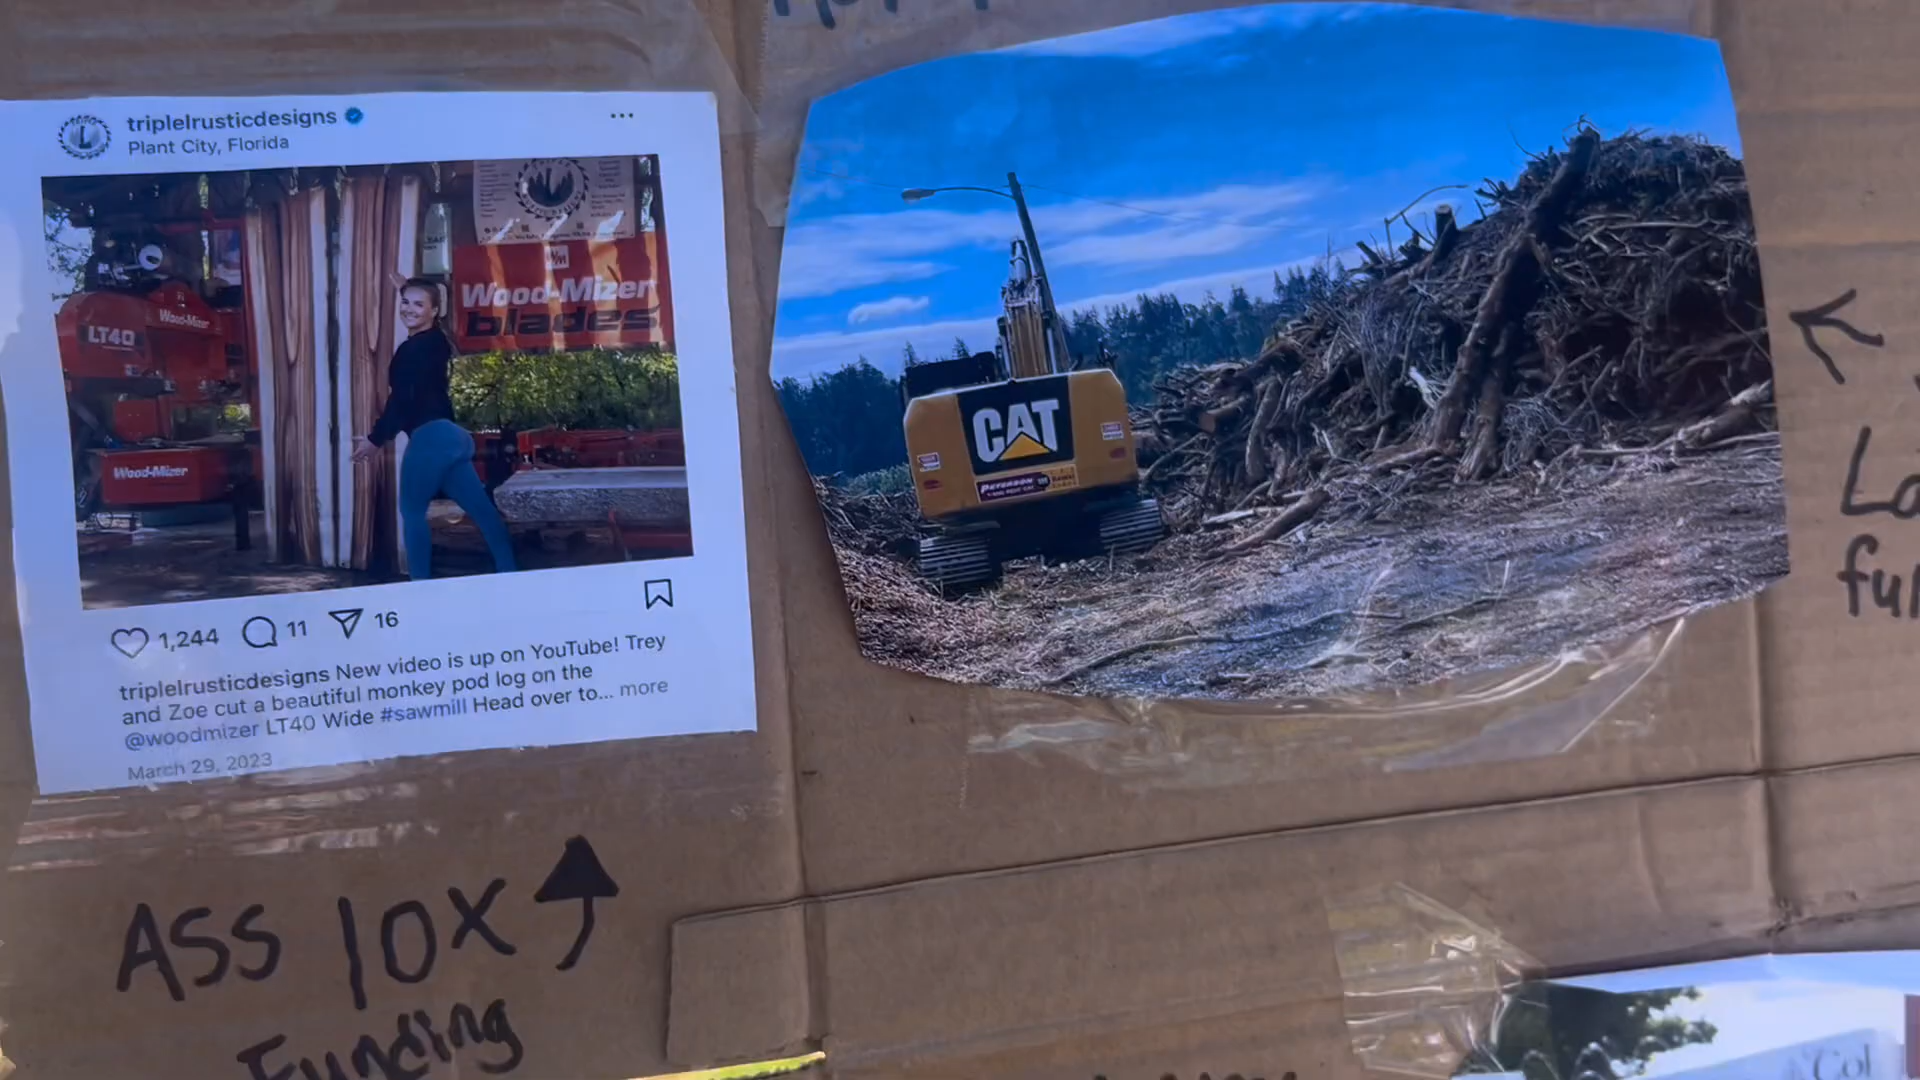 triplelrusticdesigns
Plant City, Florida
Wood-Mizer
LT40
Wood-Mizer
blades
Wood-Mizer
1,244 11 16
triplelrusticdesigns New video is up on YouTube! Trey
and Zoe cut a beautiful monkey pod log on the
@woodmizer LT40 Wide #sawmill Head over to... more
March 29, 2023
ASS 10X
Funding
CAT
PETERSON
Col